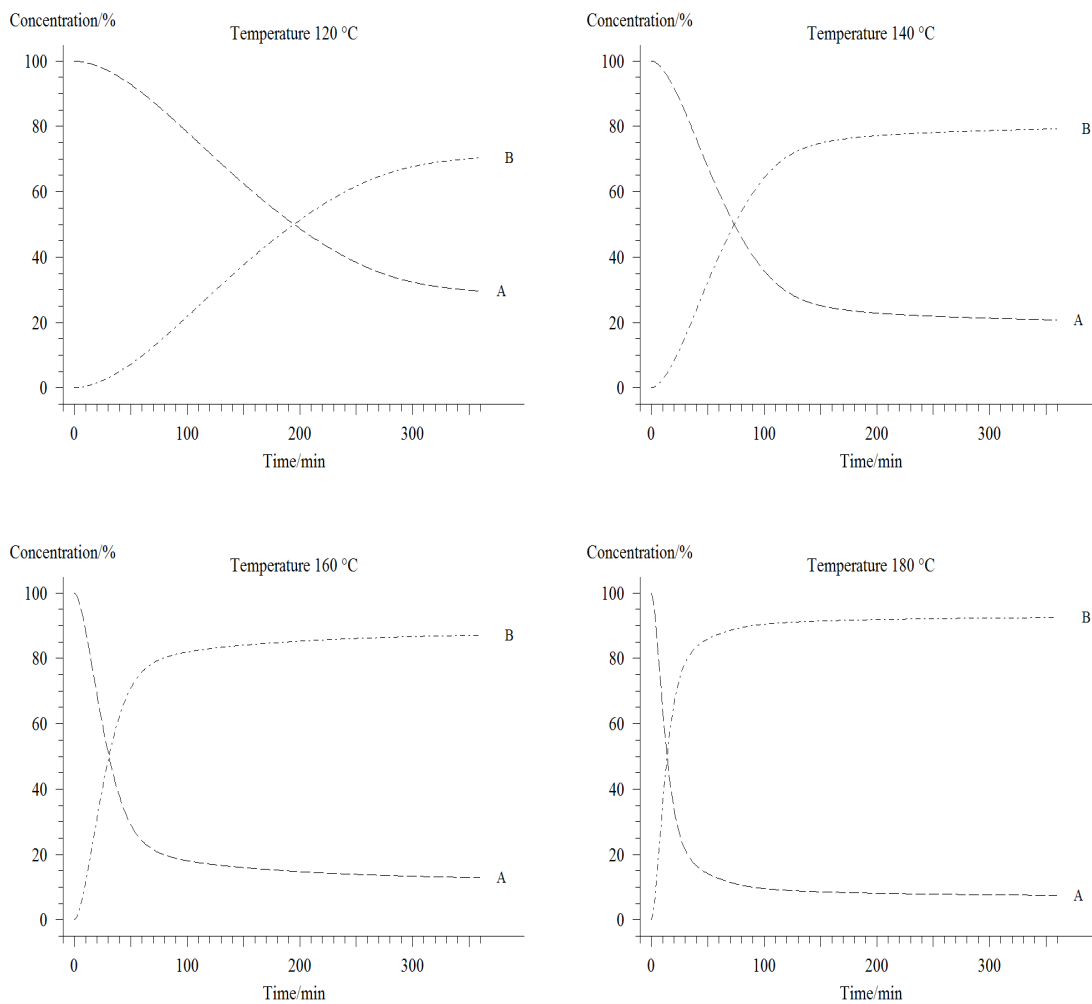 Concentration/%
Temperature 120 °C
100
80
60
40
20
0
B
A
0 100 200 300
Time/min
Concentration/%
Temperature 140 °C
100
80
60
40
20
0
B
A
0 100 200 300
Time/min
Concentration/%
Temperature 160 °C
100
80
60
40
20
0
B
A
0 100 200 300
Time/min
Concentration/%
Temperature 180 °C
100
80
60
40
20
0
B
A
0 100 200 300
Time/min